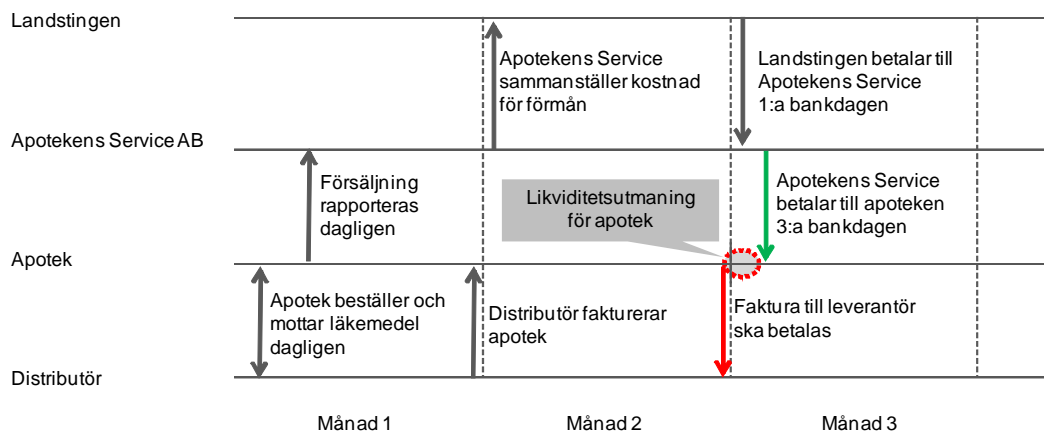 Landstingen
Apotekens Service
sammanställer kostnad
för förmån
Landstingen betalar till
Apotekens Service
1:a bankdagen
Apotekens Service AB
Försäljning
rapporteras
dagligen
Likviditetsutmaning
för apotek
Apotekens Service
betalar till apoteken
3:a bankdagen
Apotek
Apotek beställer och
mottar läkemedel
dagligen
Distributör fakturerar
apotek
Faktura till leverantör
ska betalas
Distributör
Månad 1
Månad 2
Månad 3